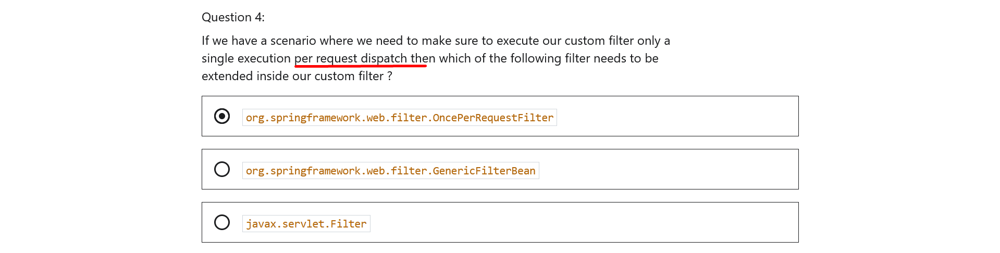 Question 4:
If we have a scenario where we need to make sure to execute our custom filter only a
single execution per request dispatch then which of the following filter needs to be
extended inside our custom filter ?
org.springframework.web.filter.OncePerRequestFilter
org.springframework.web.filter.GenericFilterBean
javax.servlet.Filter